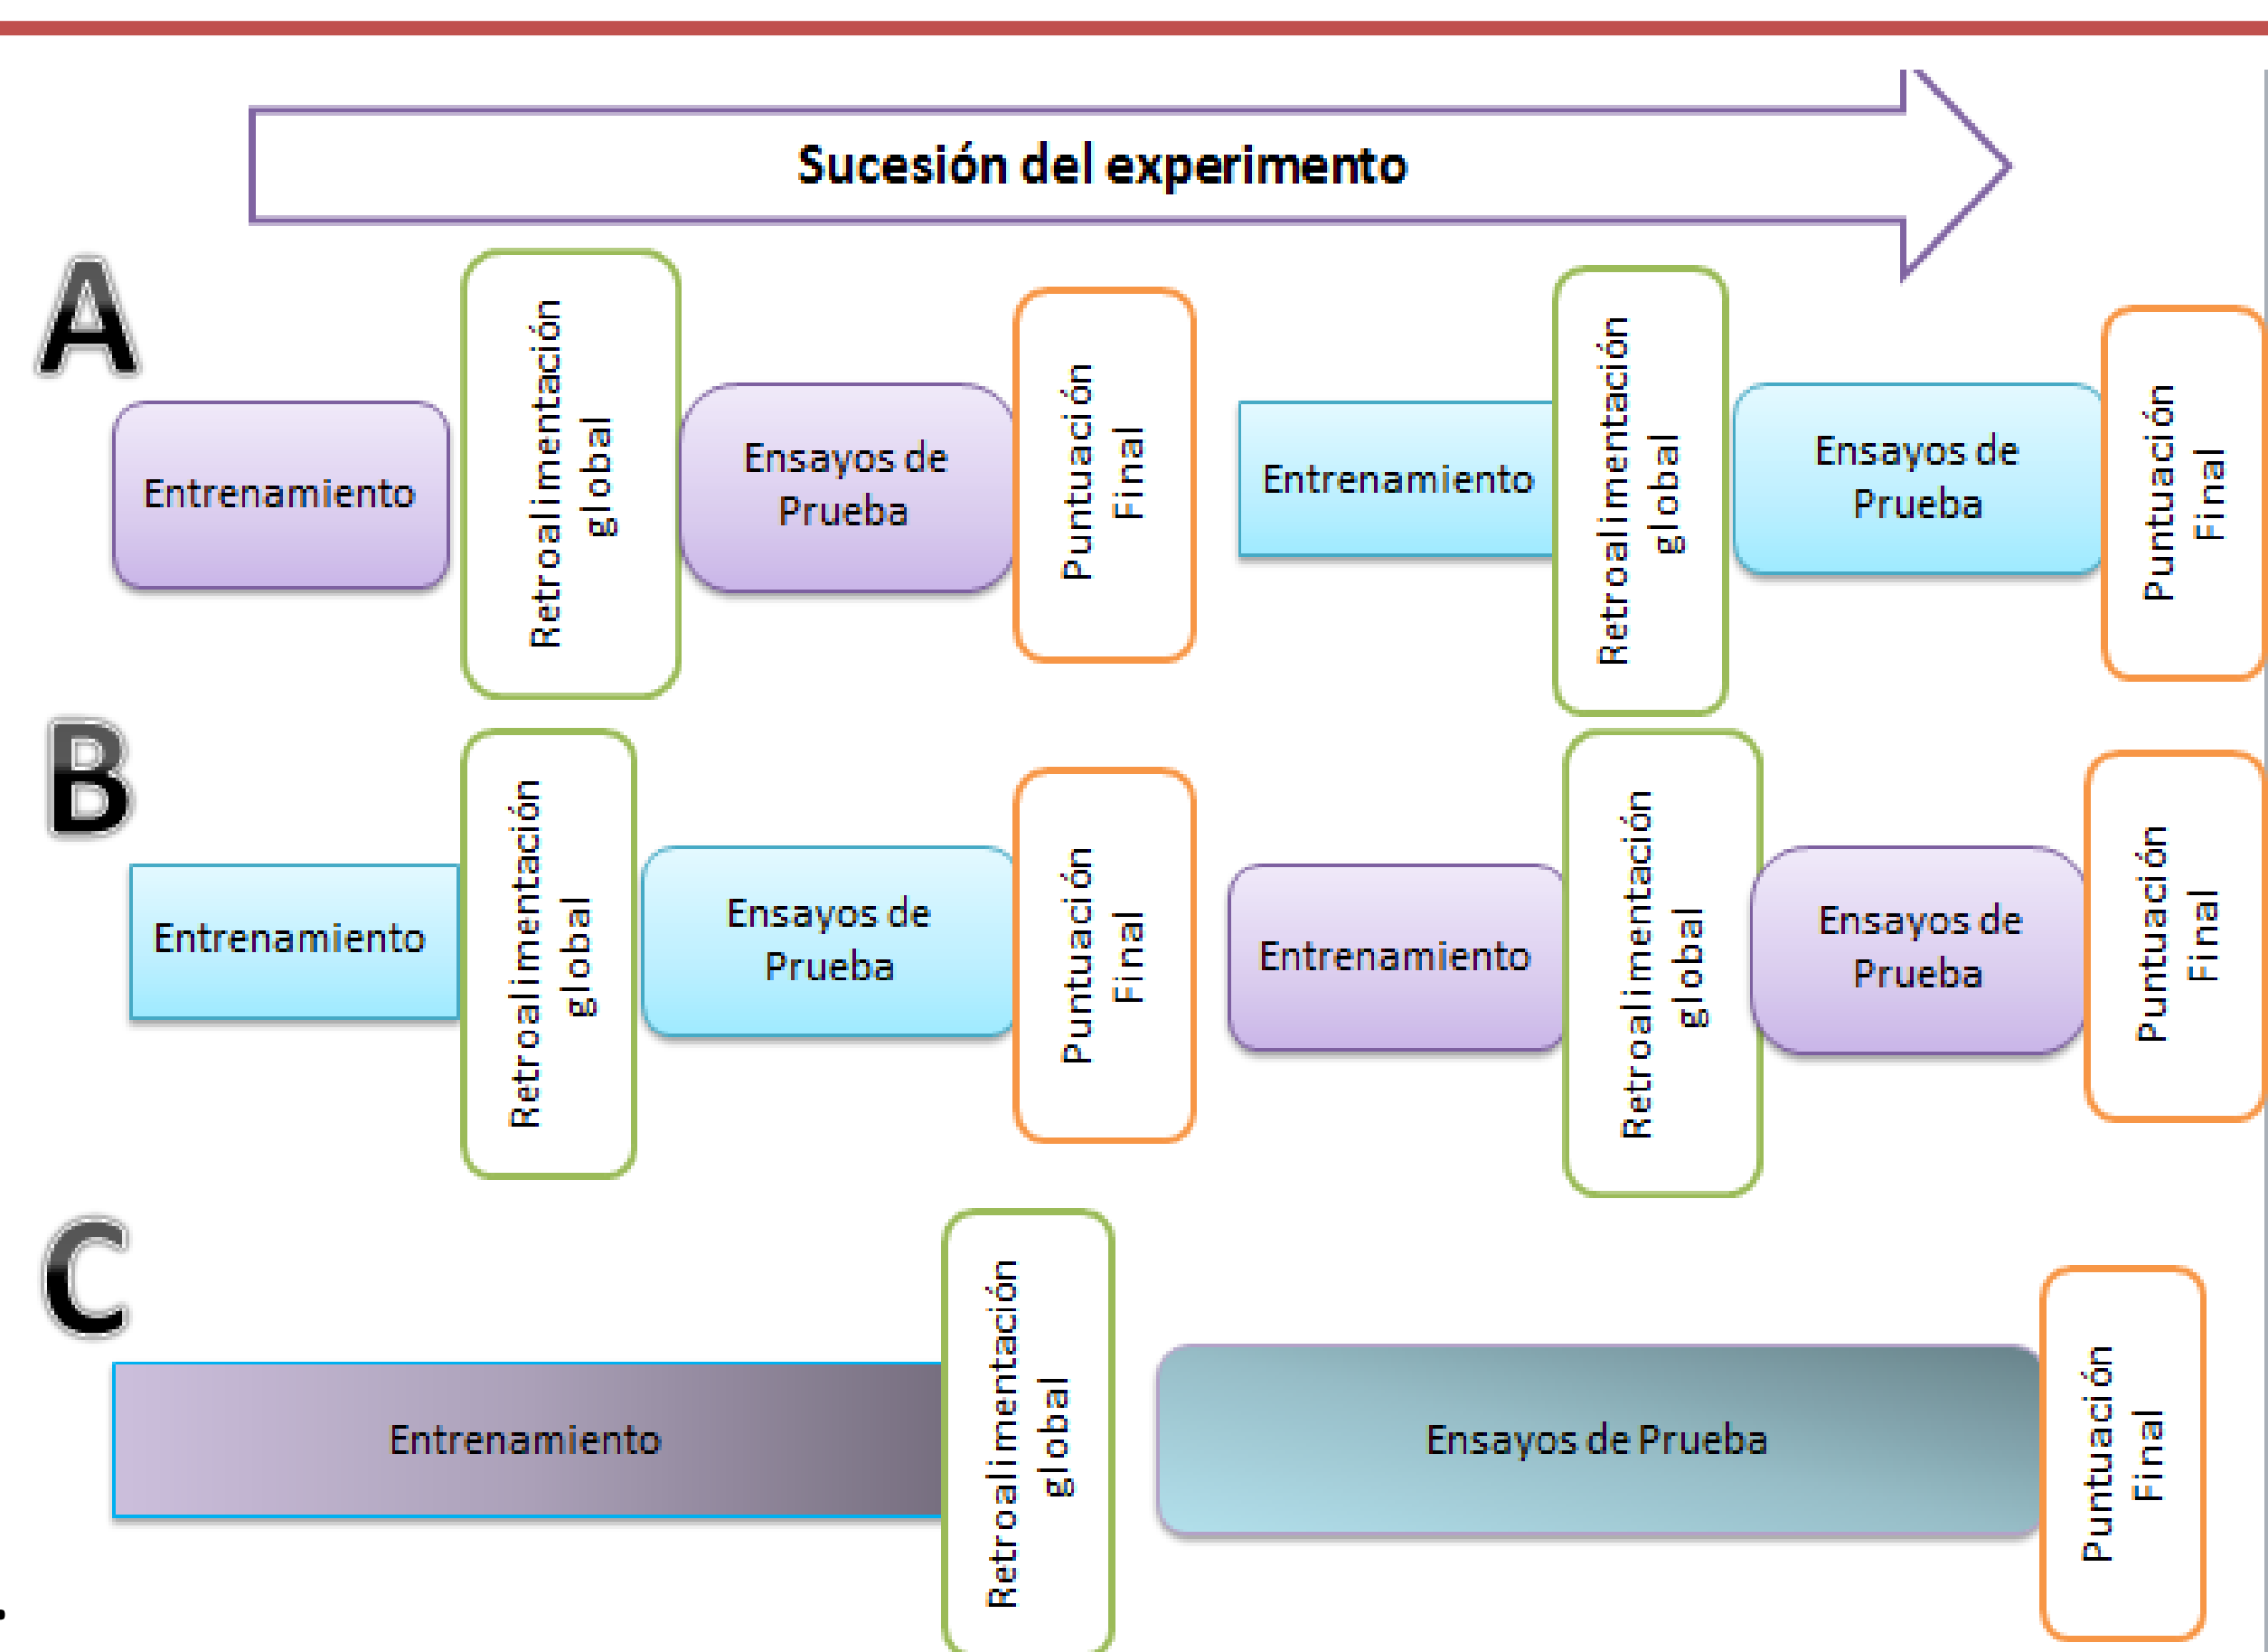 Sucesión del experimento
A
Entrenamiento
Retroalimentación
global
Ensayos de
Prueba
Puntuación
Final
Entrenamiento
Retroalimentación
global
Ensayos de
Prueba
Puntuación
Final
B
Entrenamiento
Retroalimentación
global
Ensayos de
Prueba
Puntuación
Final
Entrenamiento
Retroalimentación
global
Ensayos de
Prueba
Puntuación
Final
C
Entrenamiento
Retroalimentación
global
Ensayos de Prueba
Puntuación
Final